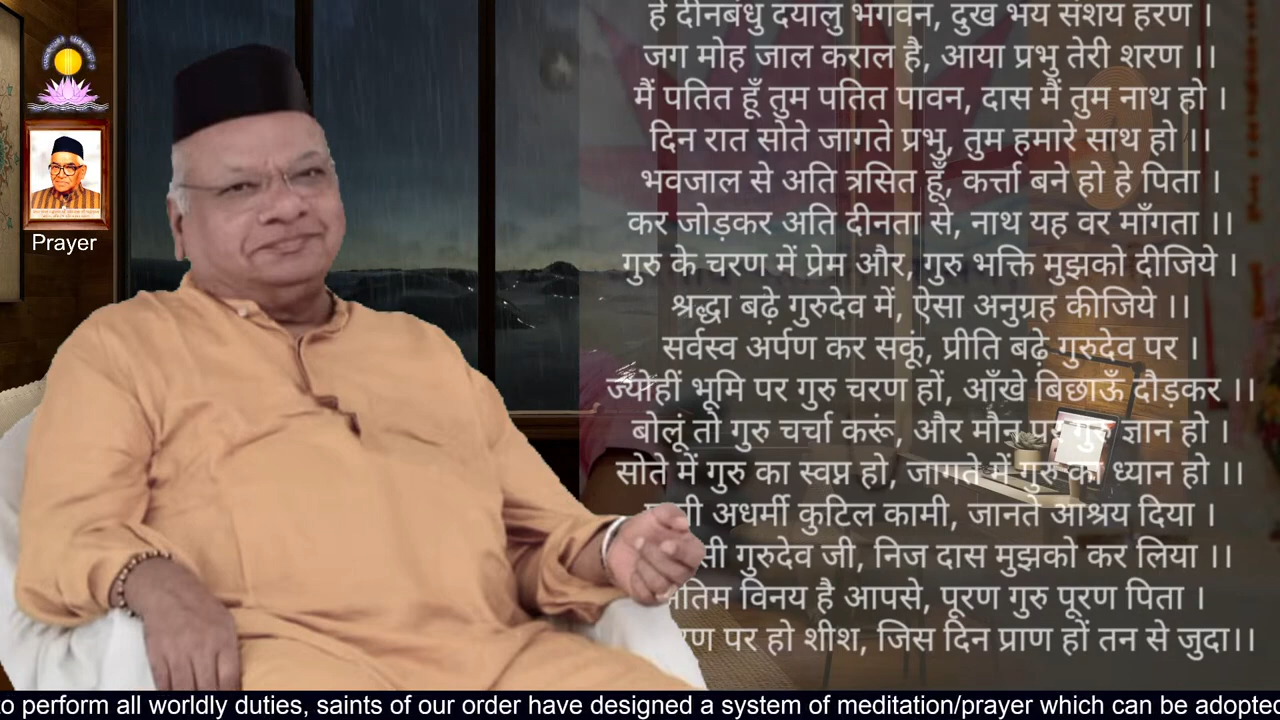 Prayer
हे दीनबंधु दयालु भगवन, दुख भय संशय हरण ।
जग मोह जाल कराल है, आया प्रभु तेरी शरण ।।
मैं पतित हूँ तुम पतित पावन, दास मैं तुम नाथ हो ।
दिन रात सोते जागते प्रभु, तुम हमारे साथ हो ।।
भवजाल से अति त्रसित हूँ, कर्त्ता बने हो हे पिता ।
कर जोड़कर अति दीनता से, नाथ यह वर माँगता ।।
गुरु के चरण में प्रेम और, गुरु भक्ति मुझको दीजिये ।
श्रद्धा बढ़े गुरुदेव में, ऐसा अनुग्रह कीजिये ।।
सर्वस्व अर्पण कर सकूं, प्रीति बढ़े गुरुदेव पर ।
ज्योहीं भूमि पर गुरु चरण हों, आँखे बिछाऊँ दौड़कर ।।
बोलूं तो गुरु चर्चा करूं, और मौन पर गुरु ज्ञान हो ।
सोते में गुरु का स्वप्न हो, जागते में गुरु का ध्यान हो ।।
अधर्मी कुटिल कामी, जानते आश्रय दिया ।
गुरुदेव जी, निज दास मुझको कर लिया ।।
विनय है आपसे, पूरण गुरु पूरण पिता ।
पर हो शीश, जिस दिन प्राण हों तन से जुदा।।
to perform all worldly duties, saints of our order have designed a system of meditation/prayer which can be adopted